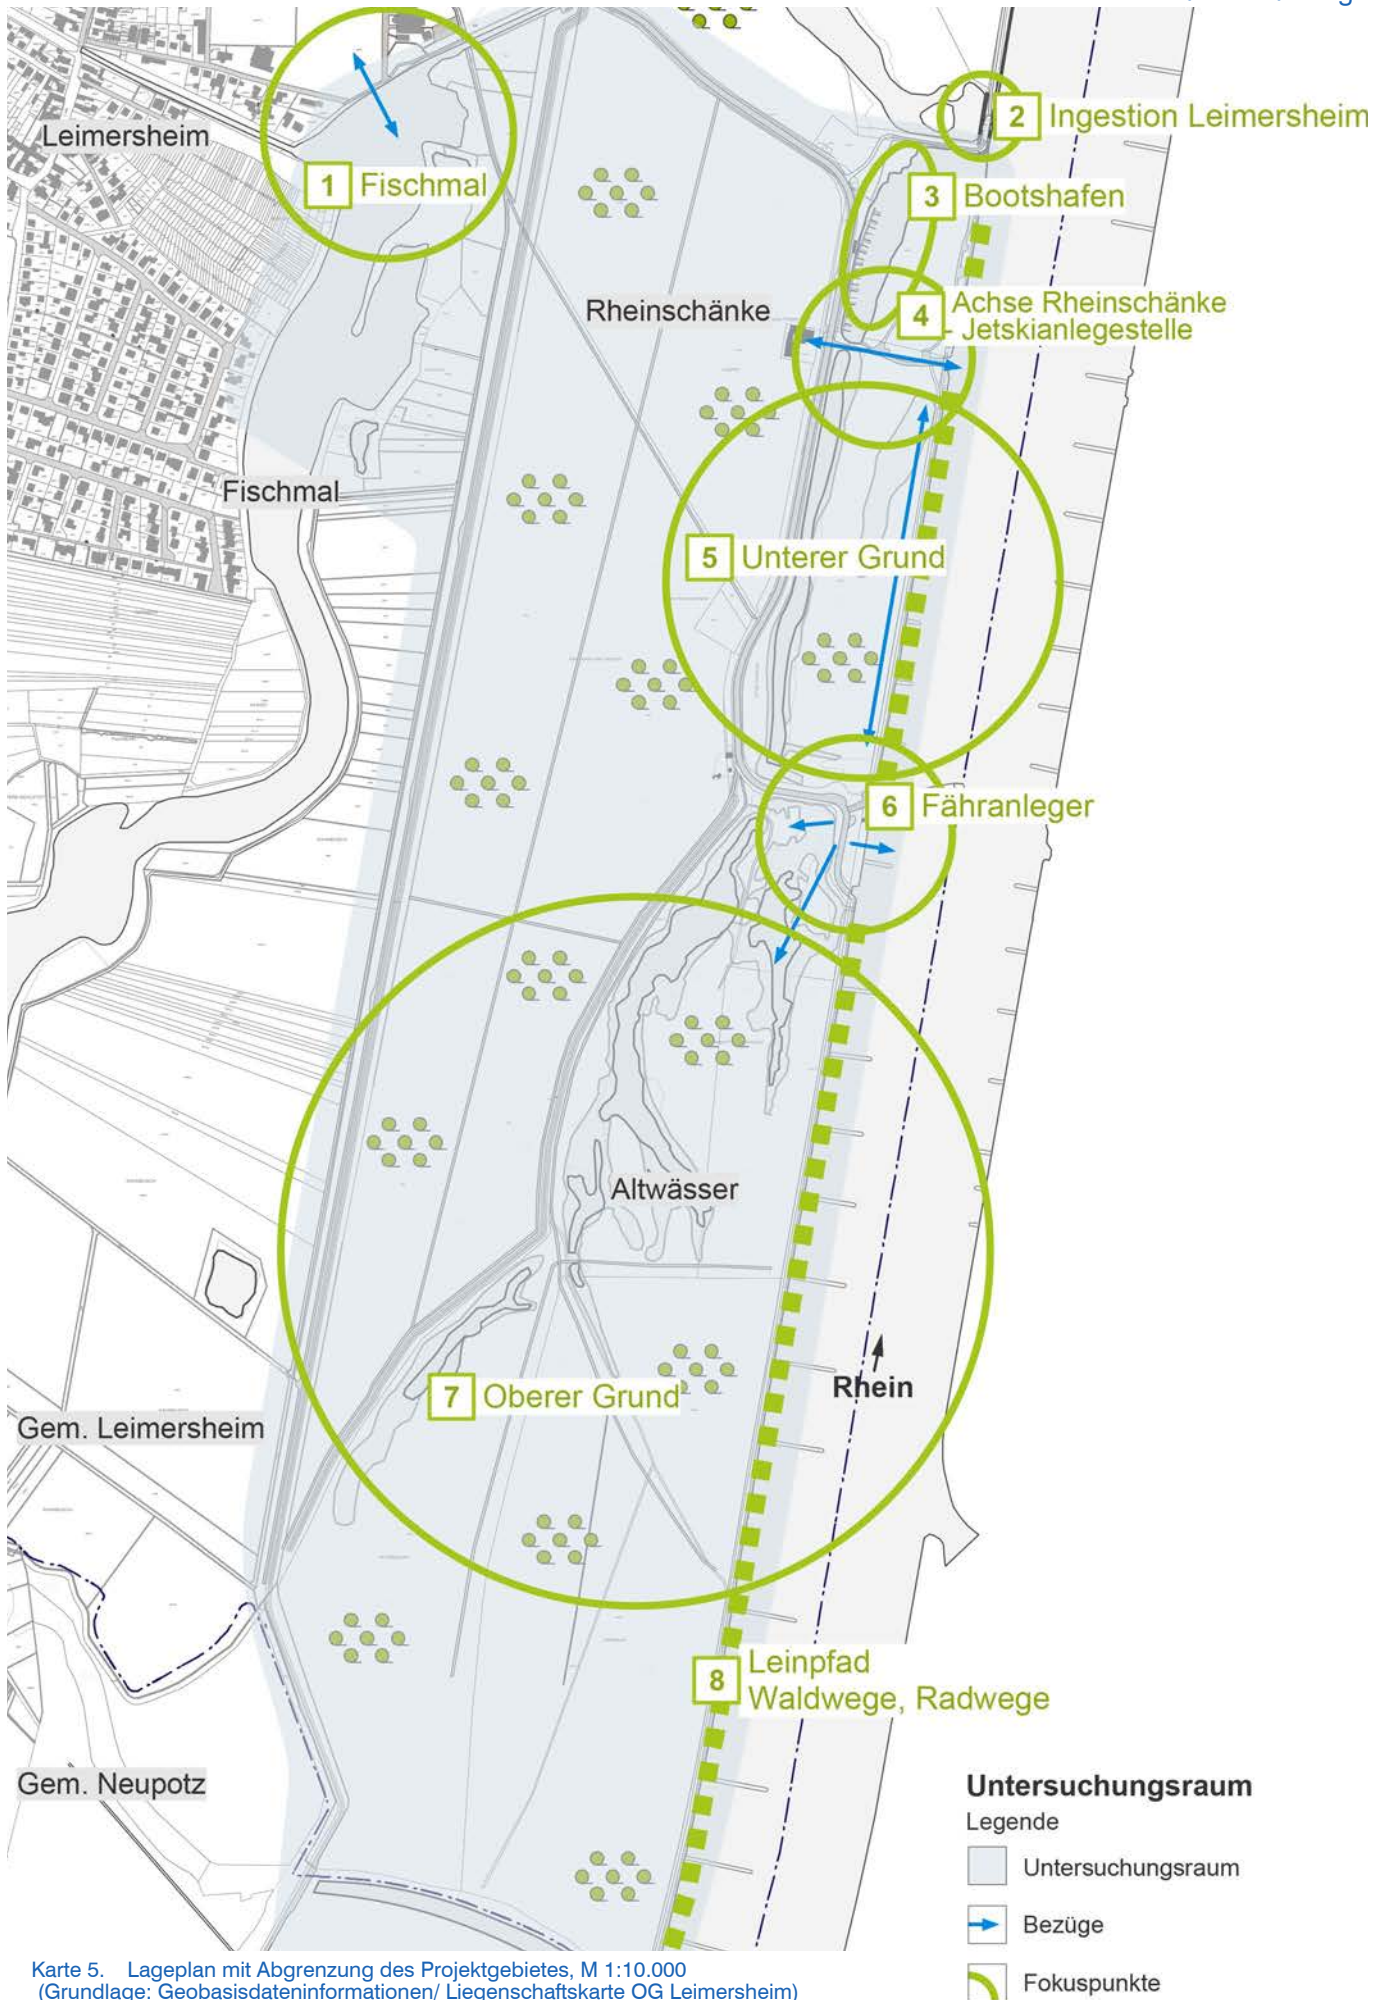 2 Ingestion Leimersheim
Leimersheim
1 Fischmal
3 Bootshafen
Rheinschänke
4 Achse Rheinschänke
- Jetskianlegestelle
Fischmal
5 Unterer Grund
6 Fähranleger
Altwässer
Rhein
7 Oberer Grund
Gem. Leimersheim
8 Leinpfad
Waldwege, Radwege
Gem. Neupotz
Untersuchungsraum
Legende
Untersuchungsraum
Bezüge
Fokuspunkte
Karte 5. Lageplan mit Abgrenzung des Projektgebietes, M 1:10.000
(Grundlage: Geobasisdateninformationen/ Liegenschaftskarte OG Leimersheim)